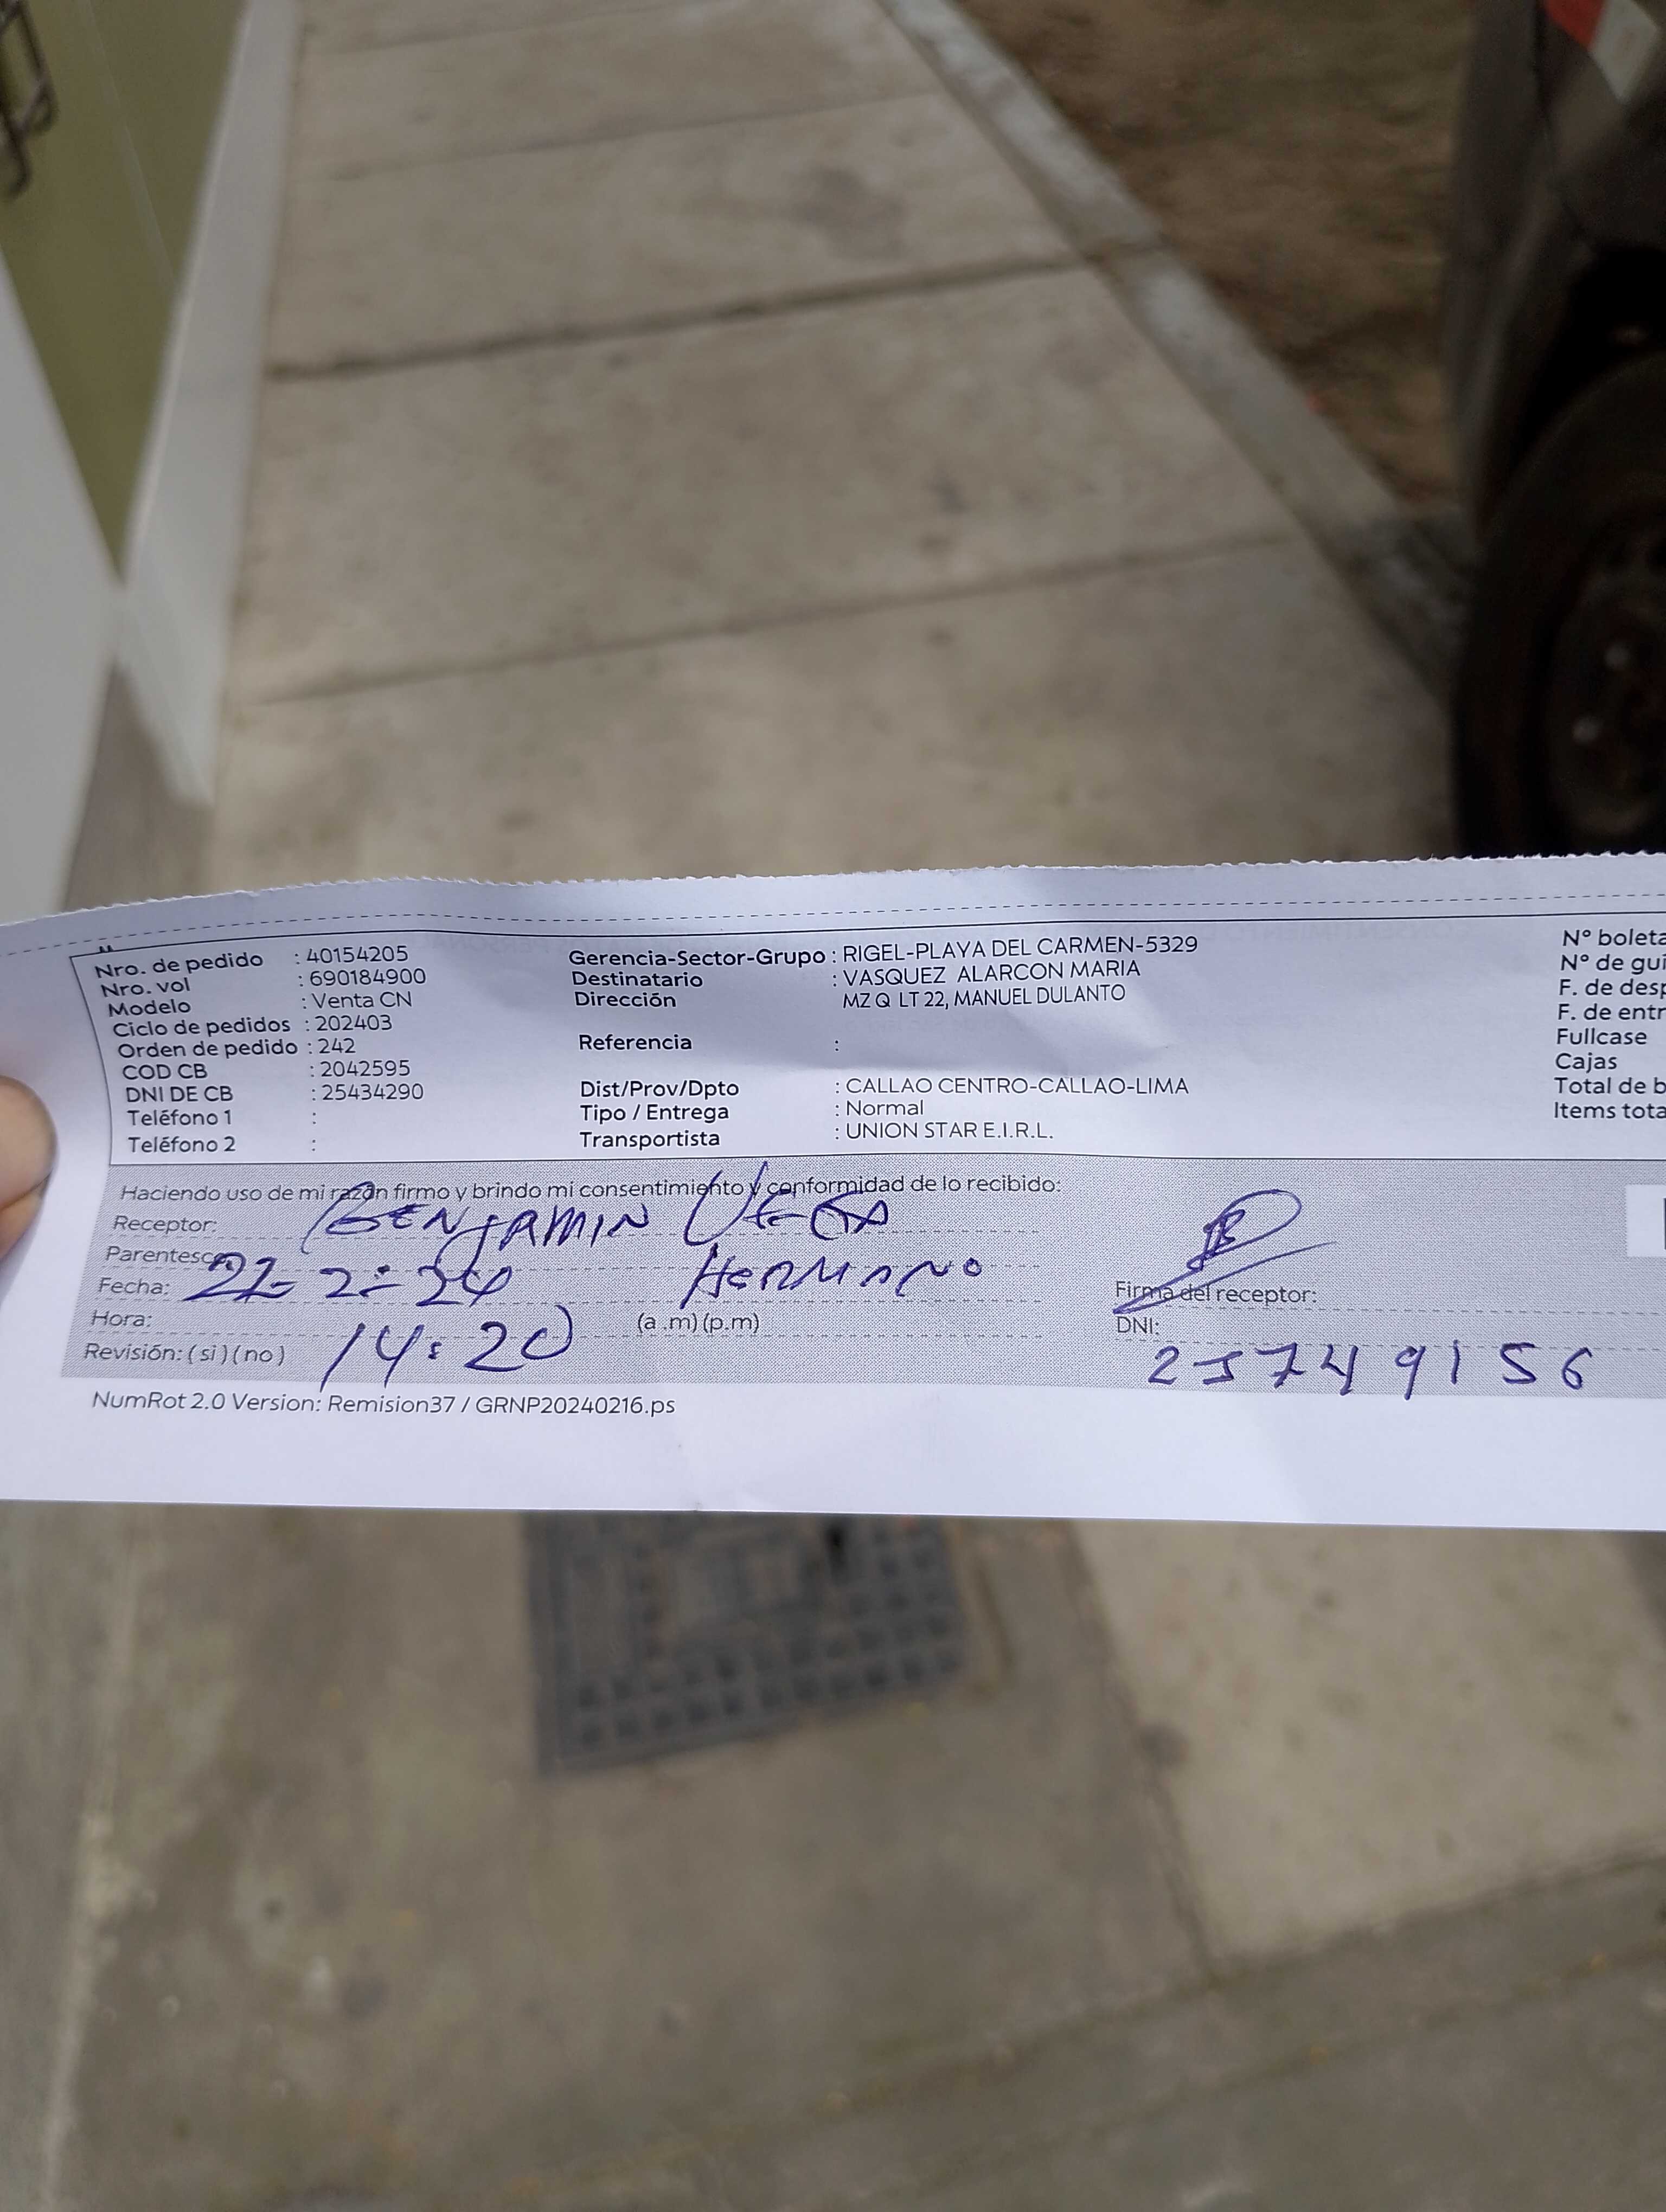 Nro. de pedido : 40154205
Nro. vol : 690184900
Modelo : Venta CN
Ciclo de pedidos : 202403
Orden de pedido : 242
COD CB : 2042595
DNI DE CB : 25434290
Teléfono 1 :
Teléfono 2 :
Gerencia-Sector-Grupo : RIGEL-PLAYA DEL CARMEN-5329
Destinatario : VASQUEZ ALARCON MARIA
Dirección MZ Q LT 22, MANUEL DULANTO
Referencia :
Dist/Prov/Dpto : CALLAO CENTRO-CALLAO-LIMA
Tipo / Entrega : Normal
Transportista : UNION STAR E.I.R.L.
N° boleta
N° de gui
F. de desp
F. de entr
Fullcase
Cajas
Total de b
Items tota
Haciendo uso de mi razón firmo y brindo mi consentimiento y conformidad de lo recibido:
Receptor: BENJAMIN VEGA
Parentesco: HERMANO
Fecha: 22-2-24
Hora: 14:20 (a .m) (p.m)
Revisión: ( si ) ( no )
Firma del receptor:
DNI: 25749156
NumRot 2.0 Version: Remision37 / GRNP20240216.ps